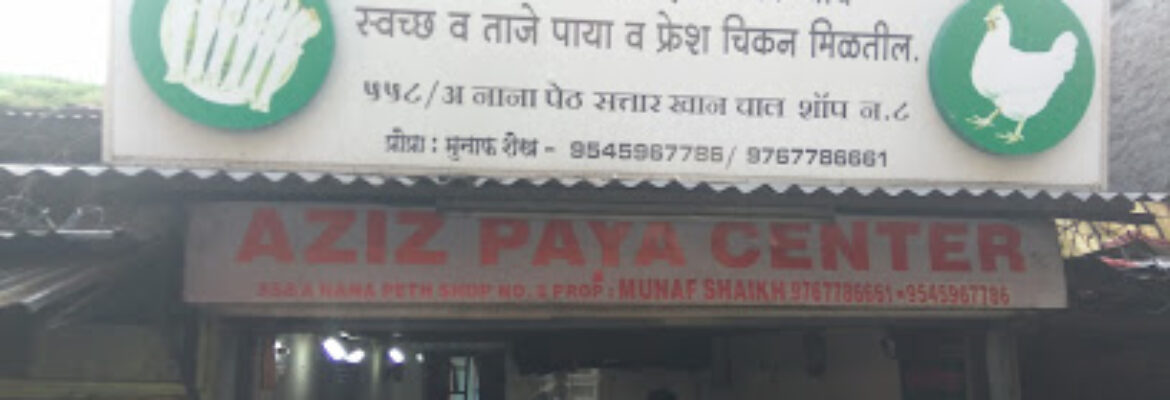 स्वच्छ व ताजे पाया व फ्रेश चिकन मिळतील.
५५८/अ नाना पेठ सत्तार खान चाल शॉप न.८
प्रोप्रा : मुनाफ शेख - 9545967786/ 9767786661
AZIZ PAYA CENTER
558/A NANA PETH SHOP NO. 8 PROP : MUNAF SHAIKH 9767786661 • 9545967786